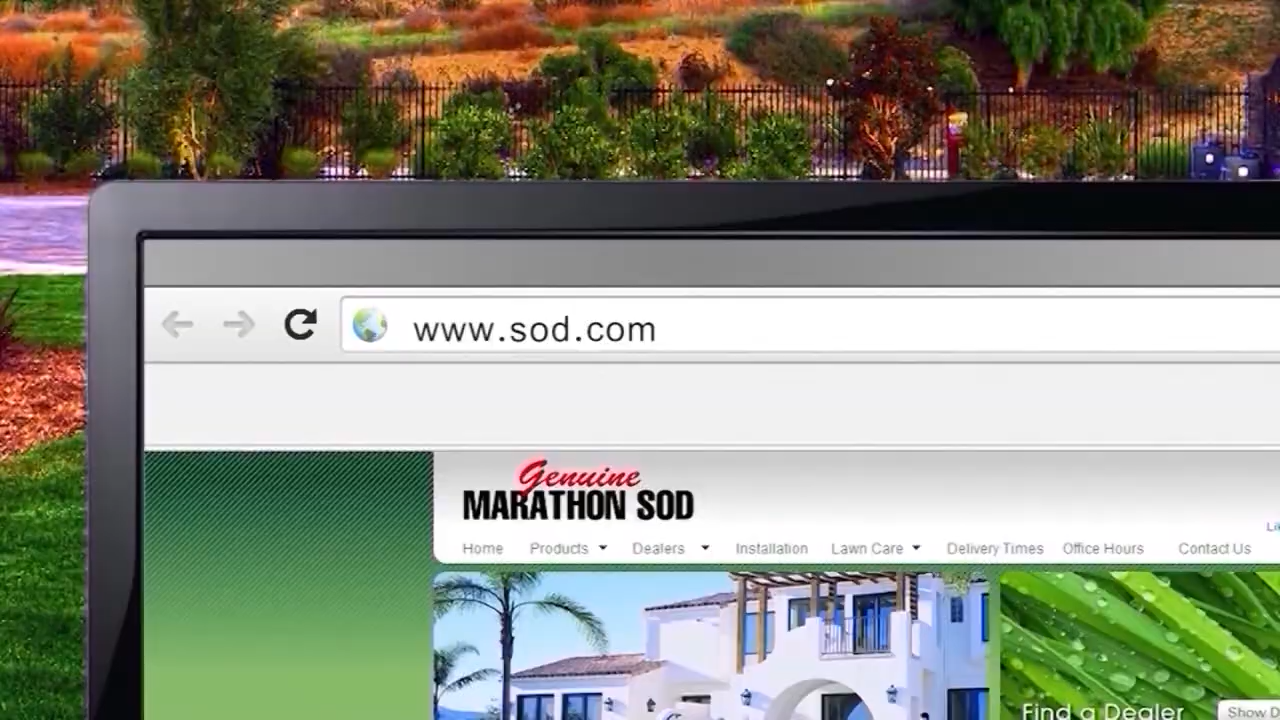 www.sod.com
Genuine
MARATHON SOD
Home Products Dealers Installation Lawn Care Delivery Times Office Hours Contact Us
Find a Dealer